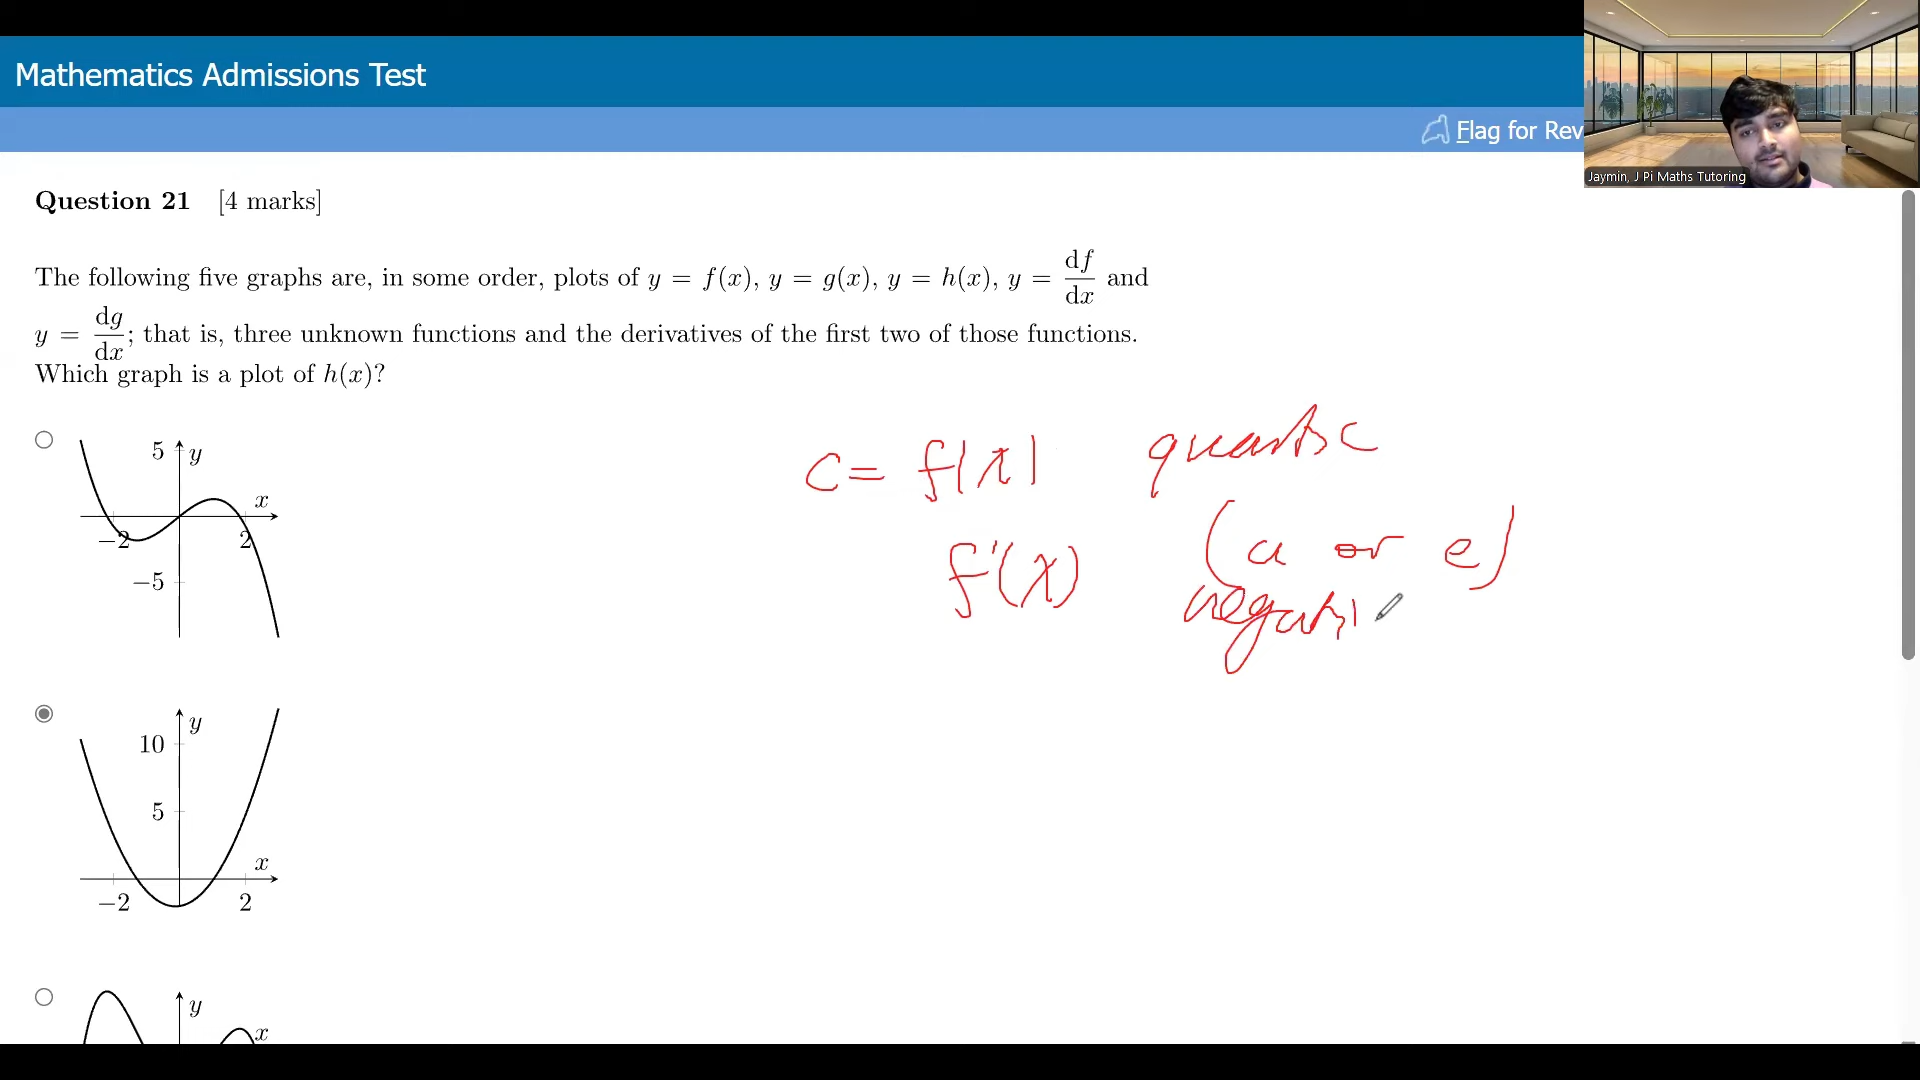 Mathematics Admissions Test
Flag for Rev
Jaymin, J Pi Maths Tutoring
Question 21 [4 marks]
The following five graphs are, in some order, plots of y = f(x), y = g(x), y = h(x), y = df/dx and
y = dg/dx; that is, three unknown functions and the derivatives of the first two of those functions.
Which graph is a plot of h(x)?
c = f(x) quartic
f'(x) (a or e)
negati
5 y
x
−2 2
−5
y
10
5
x
−2 2
y
x